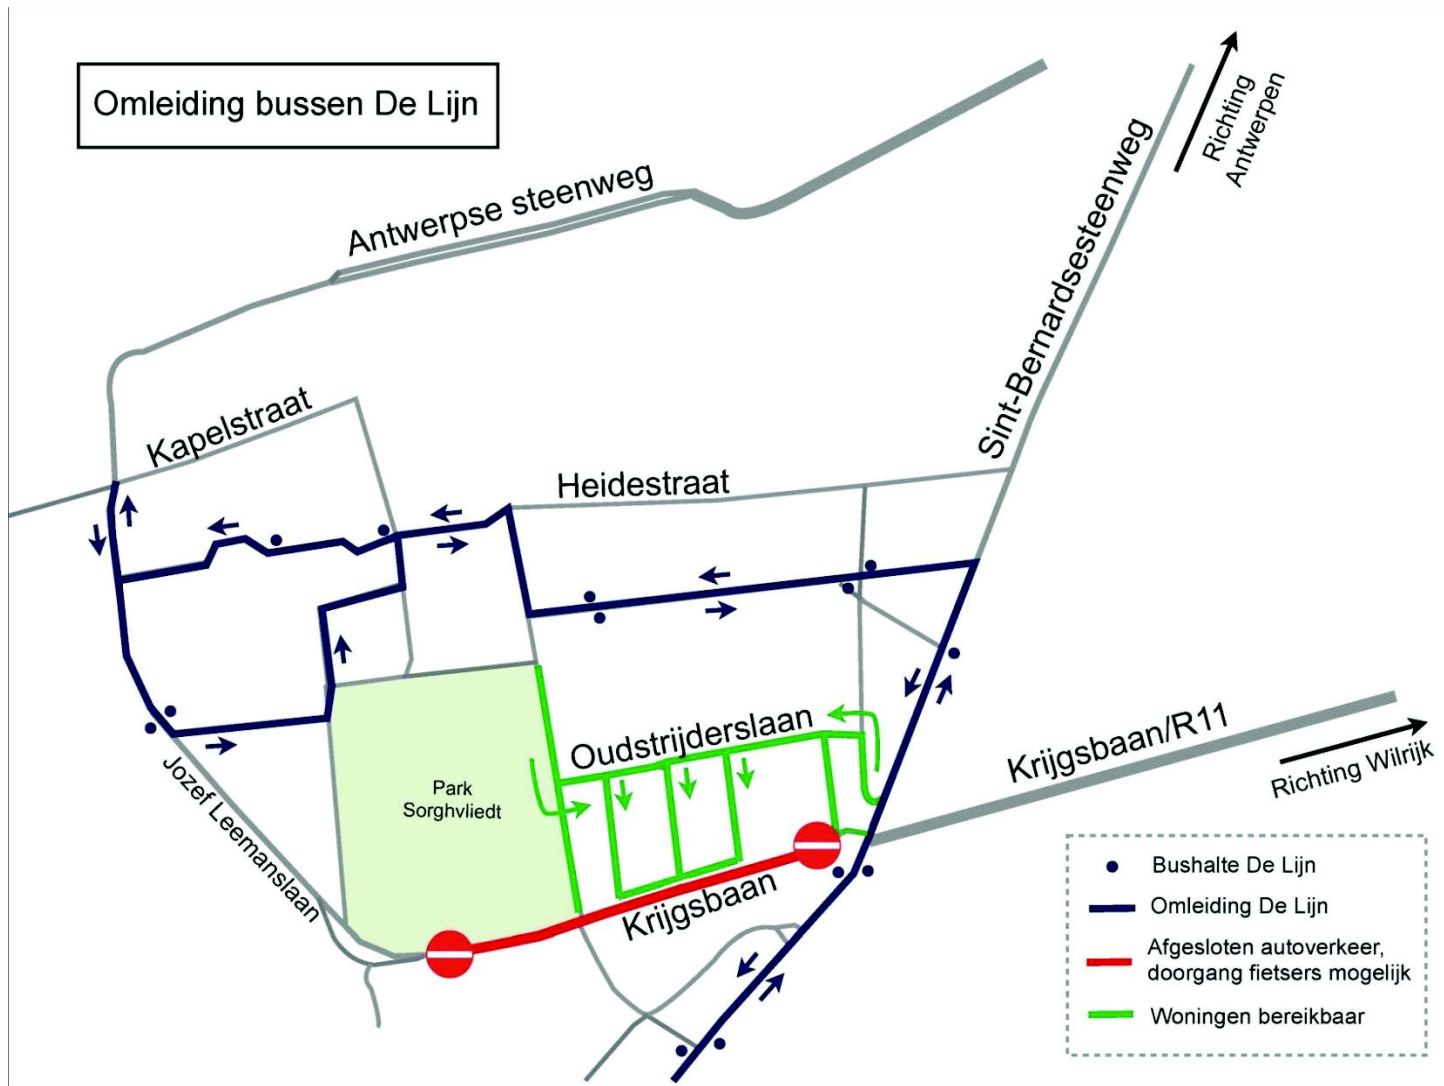 Omleiding bussen De Lijn
Richting
Antwerpen
Antwerpse steenweg
Sint-Bernardsesteenweg
Kapelstraat
Heidestraat
Oudstrijderslaan
Krijgsbaan/R11
Richting Wilrijk
Park
Sorghvliedt
Jozef Leemanslaan
Krijgsbaan
Bushalte De Lijn
Omleiding De Lijn
Afgesloten autoverkeer,
doorgang fietsers mogelijk
Woningen bereikbaar